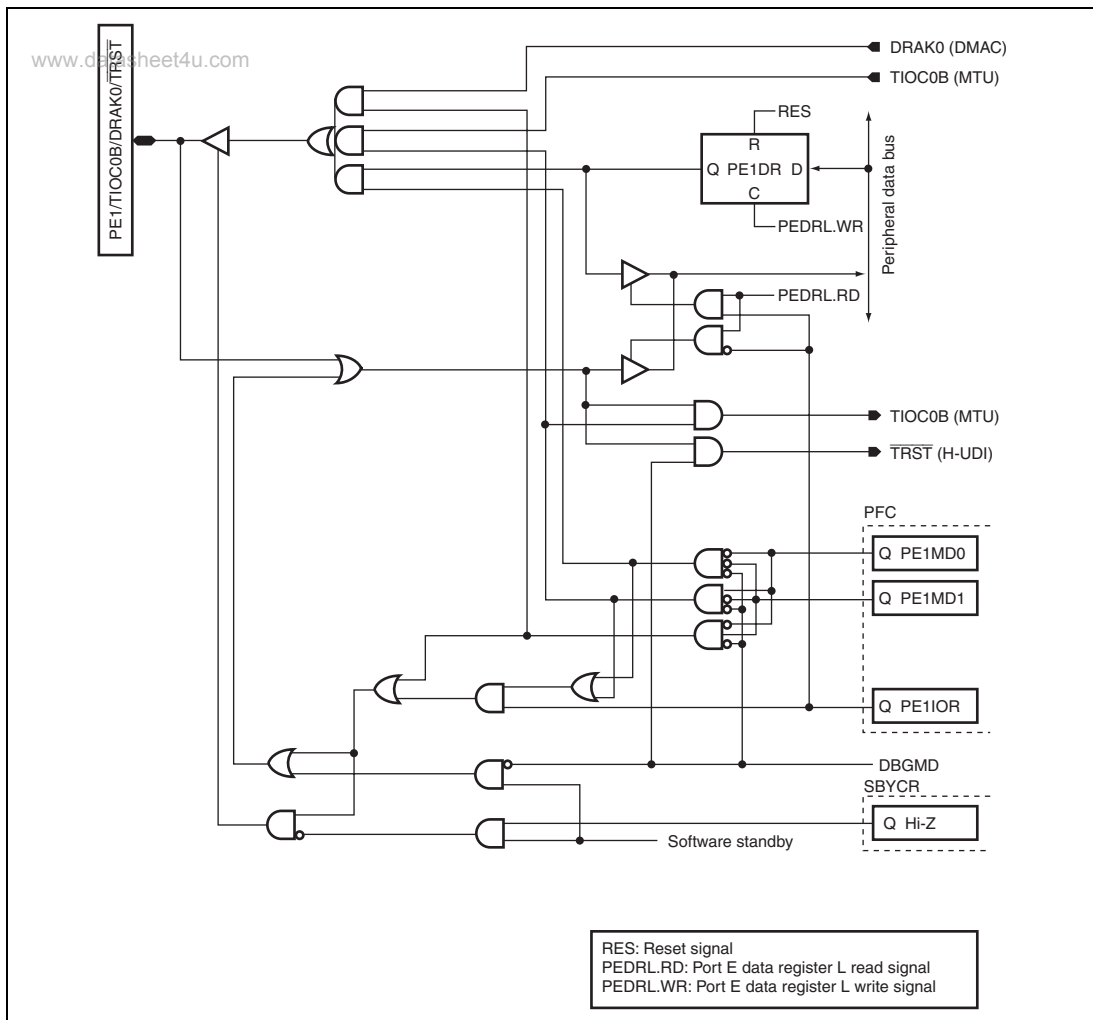 www.datasheet4u.com
PE1/TIOC0B/DRAK0/TRST
DRAK0 (DMAC)
TIOC0B (MTU)
RES
R
Q PE1DR D
C
PEDRL.WR
Peripheral data bus
PEDRL.RD
TIOC0B (MTU)
TRST (H-UDI)
PFC
Q PE1MD0
Q PE1MD1
Q PE1IOR
DBGMD
SBYCR
Q Hi-Z
Software standby
RES: Reset signal
PEDRL.RD: Port E data register L read signal
PEDRL.WR: Port E data register L write signal